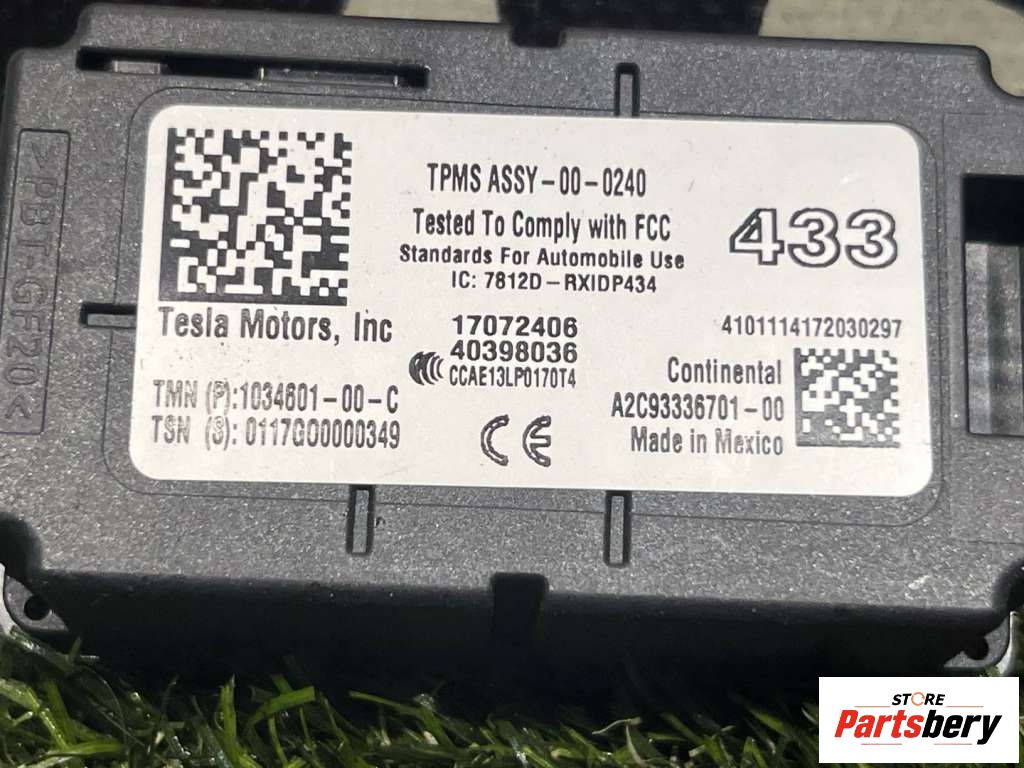 >PBT-GF20<
TPMS ASSY-00-0240
Tested To Comply with FCC
Standards For Automobile Use
IC: 7812D-RXIDP434
433
Tesla Motors, Inc
17072406
40398036
CCAE13LP0170T4
4101114172030297
TMN (P):1034601-00-C
TSN (S): 0117G00000349
CE
Continental
A2C93336701-00
Made in Mexico
STORE
Partsbery